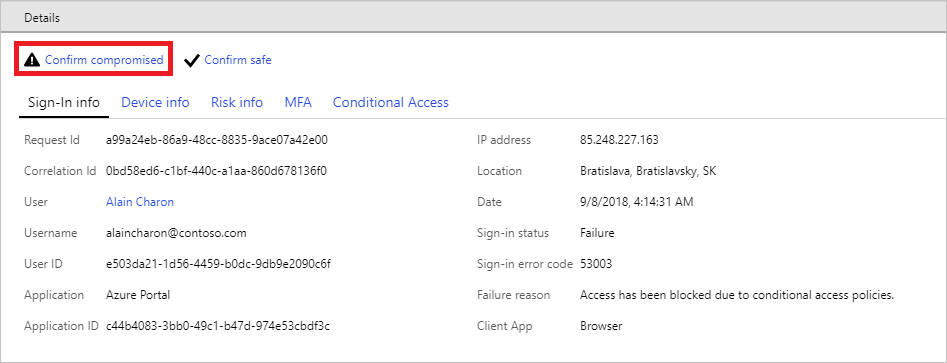 Details
Confirm compromised Confirm safe
Sign-In info Device info Risk info MFA Conditional Access
Request Id a99a24eb-86a9-48cc-8835-9ace07a42e00 IP address 85.248.227.163
Correlation Id 0bd58ed6-c1bf-440c-a1aa-860d678136f0 Location Bratislava, Bratislavsky, SK
User Alain Charon Date 9/8/2018, 4:14:31 AM
Username alaincharon@contoso.com Sign-in status Failure
User ID e503da21-1d56-4459-b0dc-9db9e2090c6f Sign-in error code 53003
Application Azure Portal Failure reason Access has been blocked due to conditional access policies.
Application ID c44b4083-3bb0-49c1-b47d-974e53cbdf3c Client App Browser